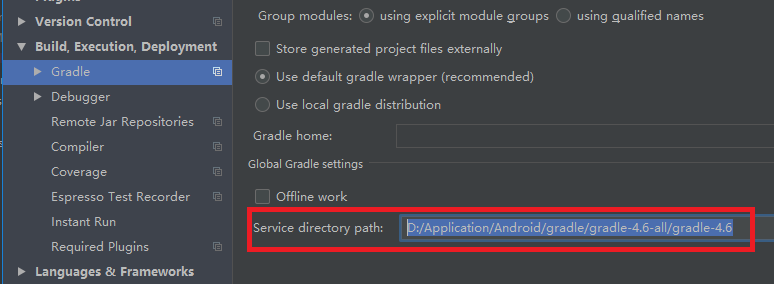 Version Control
Build, Execution, Deployment
Gradle
Debugger
Remote Jar Repositories
Compiler
Coverage
Espresso Test Recorder
Instant Run
Required Plugins
Languages & Frameworks
Group modules: using explicit module groups using qualified names
Store generated project files externally
Use default gradle wrapper (recommended)
Use local gradle distribution
Gradle home:
Global Gradle settings
Offline work
Service directory path: D:/Application/Android/gradle/gradle-4.6-all/gradle-4.6